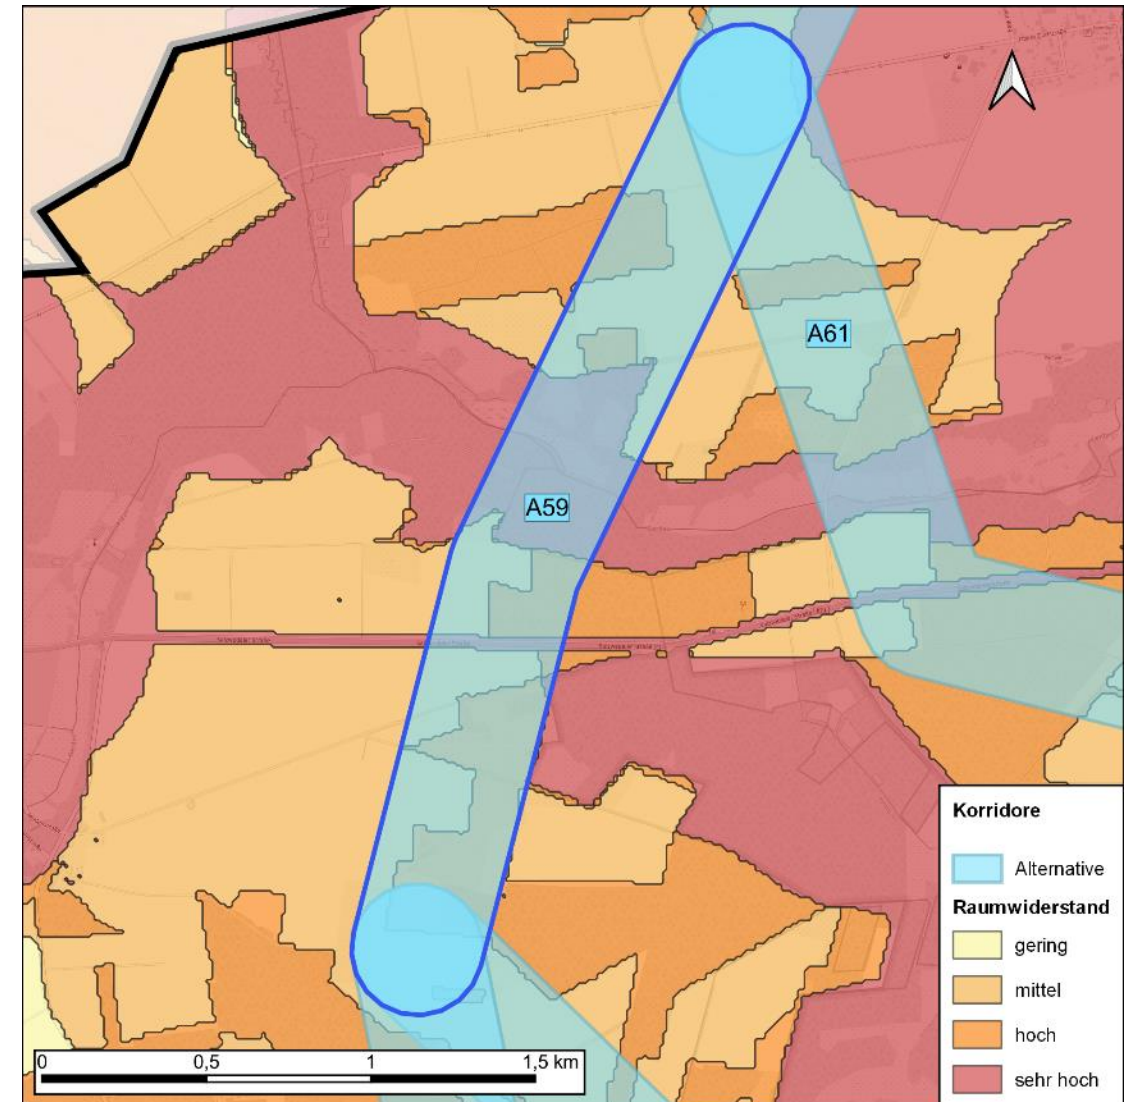 A61
A59
Korridore
Alternative
Raumwiderstand
gering
mittel
hoch
sehr hoch
0 0,5 1 1,5 km